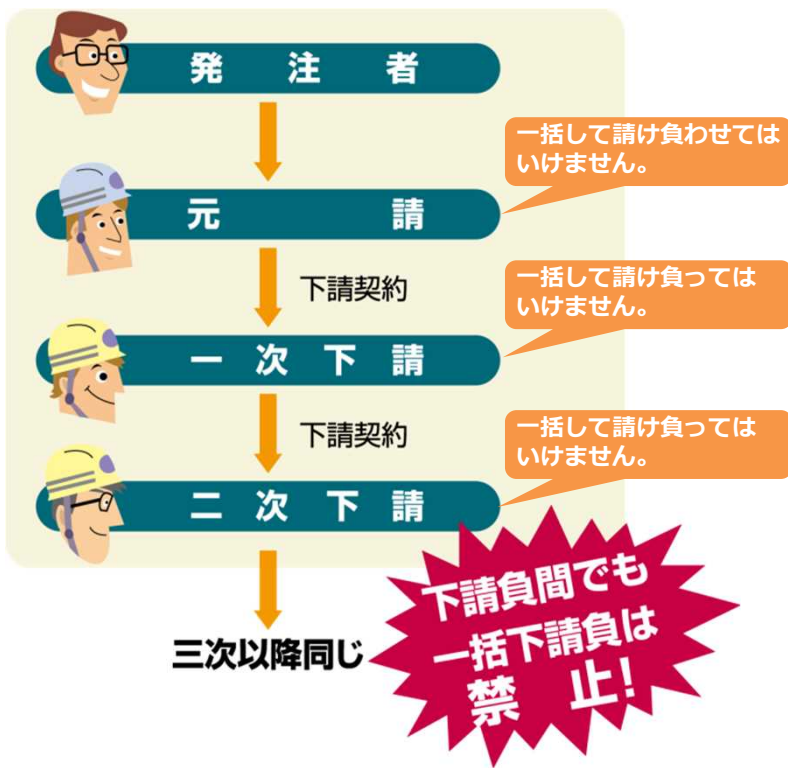 発注者
一括して請け負わせては
いけません。
元請
下請契約
一括して請け負っては
いけません。
一次下請
下請契約
一括して請け負っては
いけません。
二次下請
下請負間でも
一括下請負は
禁止!
三次以降同じ